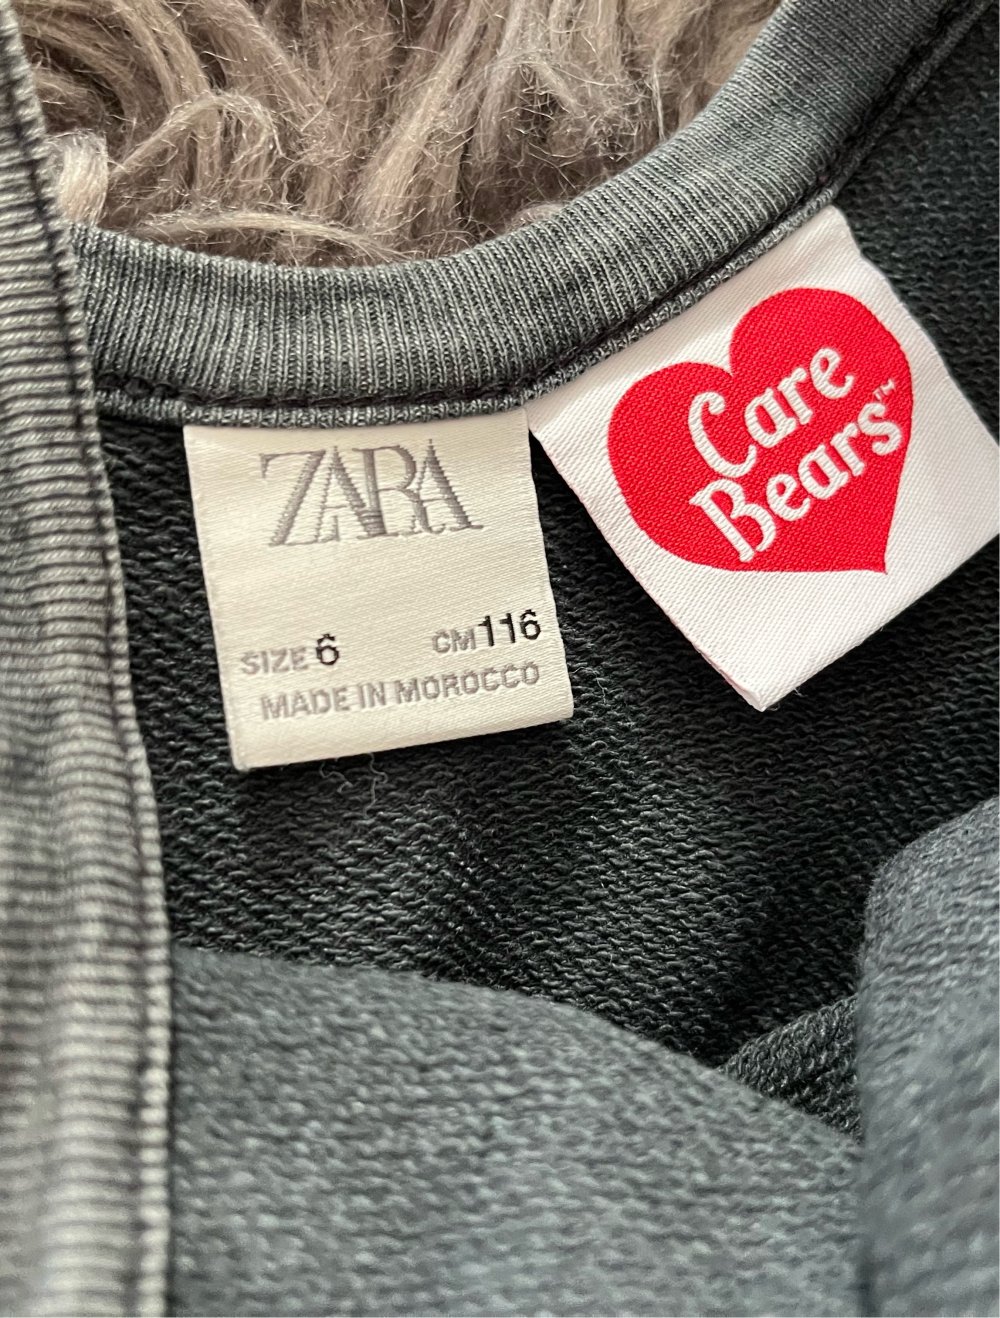 ZARA
SIZE 6 CM 116
MADE IN MOROCCO
Care
Bears™